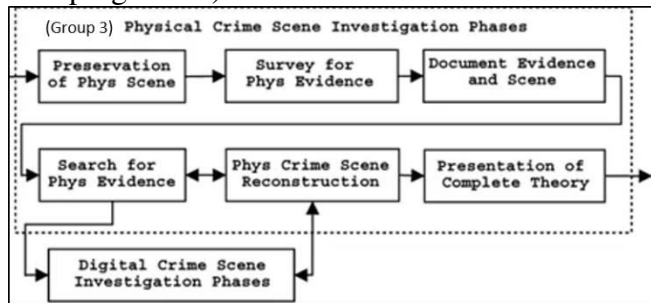 (Group 3) Physical Crime Scene Investigation Phases
Preservation
of Phys Scene
Survey for
Phys Evidence
Document Evidence
and Scene
Search for
Phys Evidence
Phys Crime Scene
Reconstruction
Presentation of
Complete Theory
Digital Crime Scene
Investigation Phases